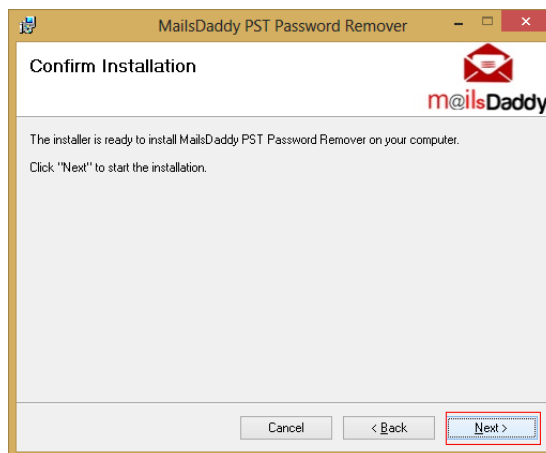 MailsDaddy PST Password Remover
Confirm Installation
m@ilsDaddy
The installer is ready to install MailsDaddy PST Password Remover on your computer.
Click "Next" to start the installation.
Cancel
< Back
Next >